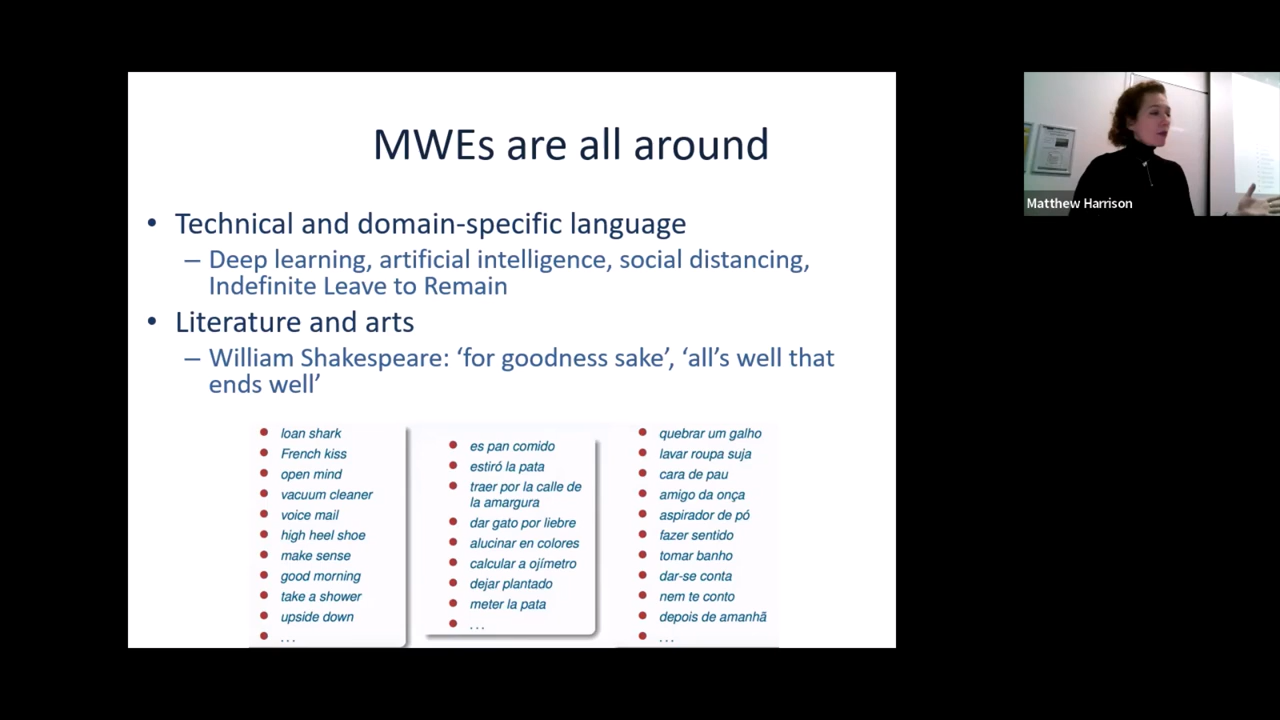 MWEs are all around
• Technical and domain-specific language
– Deep learning, artificial intelligence, social distancing,
Indefinite Leave to Remain
• Literature and arts
– William Shakespeare: ‘for goodness sake’, ‘all’s well that
ends well’
• loan shark
• French kiss
• open mind
• vacuum cleaner
• voice mail
• high heel shoe
• make sense
• good morning
• take a shower
• upside down
• ...
• es pan comido
• estiró la pata
• traer por la calle de
la amargura
• dar gato por liebre
• alucinar en colores
• calcular a ojímetro
• dejar plantado
• meter la pata
• ...
• quebrar um galho
• lavar roupa suja
• cara de pau
• amigo da onça
• aspirador de pó
• fazer sentido
• tomar banho
• dar-se conta
• nem te conto
• depois de amanhã
• ...
Matthew Harrison